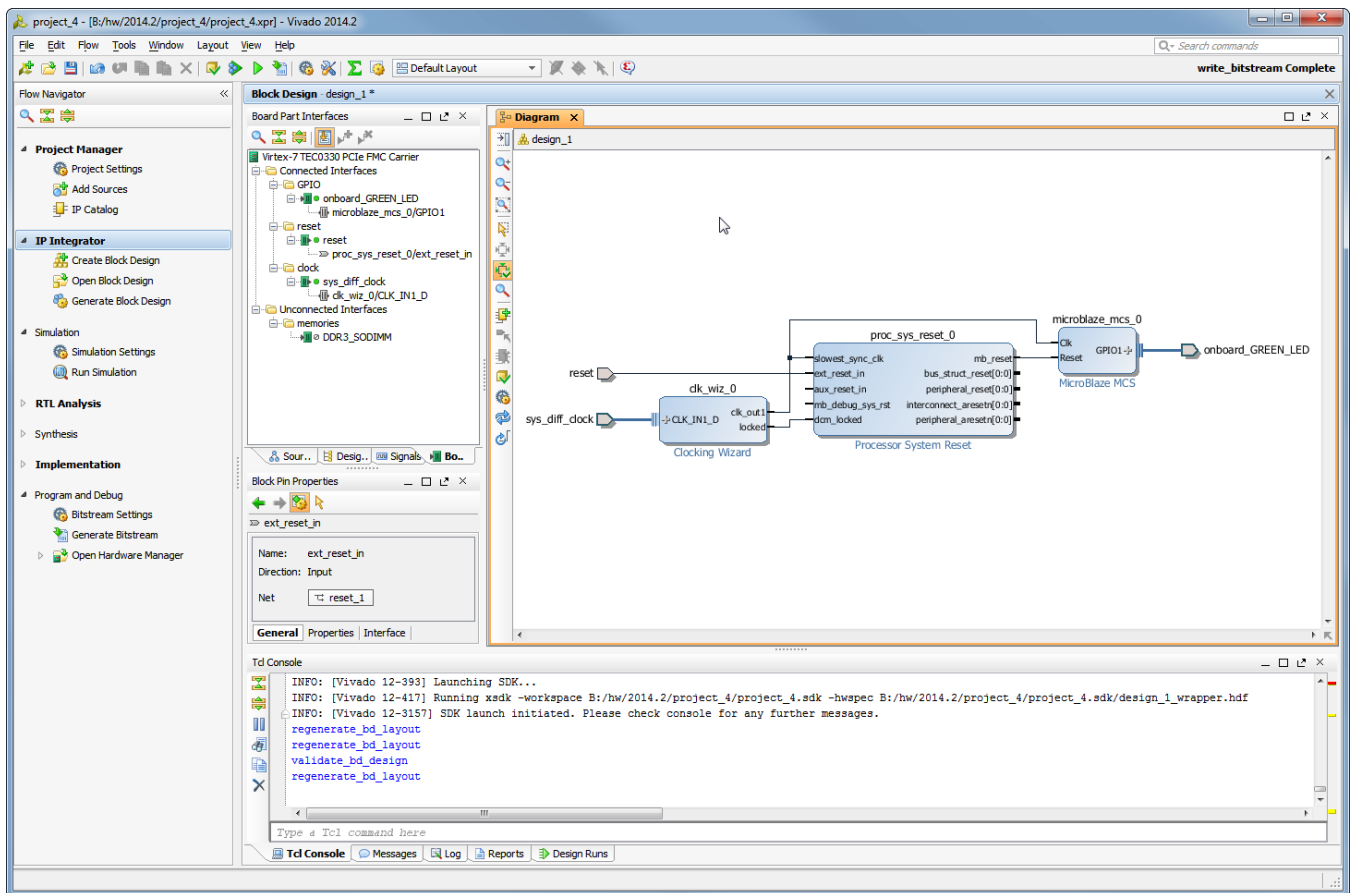 project_4 - [B:/hw/2014.2/project_4/project_4.xpr] - Vivado 2014.2
File Edit Flow Tools Window Layout View Help
Search commands
Default Layout
write_bitstream Complete
Flow Navigator
Project Manager
Project Settings
Add Sources
IP Catalog
IP Integrator
Create Block Design
Open Block Design
Generate Block Design
Simulation
Simulation Settings
Run Simulation
RTL Analysis
Synthesis
Implementation
Program and Debug
Bitstream Settings
Generate Bitstream
Open Hardware Manager
Block Design - design_1 *
Board Part Interfaces
Virtex-7 TEC0330 PCIe FMC Carrier
Connected Interfaces
GPIO
onboard_GREEN_LED
microblaze_mcs_0/GPIO1
reset
reset
proc_sys_reset_0/ext_reset_in
clock
sys_diff_clock
clk_wiz_0/CLK_IN1_D
Unconnected Interfaces
memories
DDR3_SODIMM
Sour.. Desig.. Signals Bo..
Block Pin Properties
ext_reset_in
Name: ext_reset_in
Direction: Input
Net reset_1
General Properties Interface
Diagram
design_1
reset
sys_diff_clock
clk_wiz_0
CLK_IN1_D
clk_out1
locked
Clocking Wizard
proc_sys_reset_0
slowest_sync_clk mb_reset
ext_reset_in bus_struct_reset[0:0]
aux_reset_in peripheral_reset[0:0]
mb_debug_sys_rst interconnect_aresetn[0:0]
dcm_locked peripheral_aresetn[0:0]
Processor System Reset
microblaze_mcs_0
Clk
Reset
GPIO1
MicroBlaze MCS
onboard_GREEN_LED
Tcl Console
INFO: [Vivado 12-393] Launching SDK...
INFO: [Vivado 12-417] Running xsdk -workspace B:/hw/2014.2/project_4/project_4.sdk -hwspec B:/hw/2014.2/project_4/project_4.sdk/design_1_wrapper.hdf
INFO: [Vivado 12-3157] SDK launch initiated. Please check console for any further messages.
regenerate_bd_layout
regenerate_bd_layout
validate_bd_design
regenerate_bd_layout
Type a Tcl command here
Tcl Console Messages Log Reports Design Runs